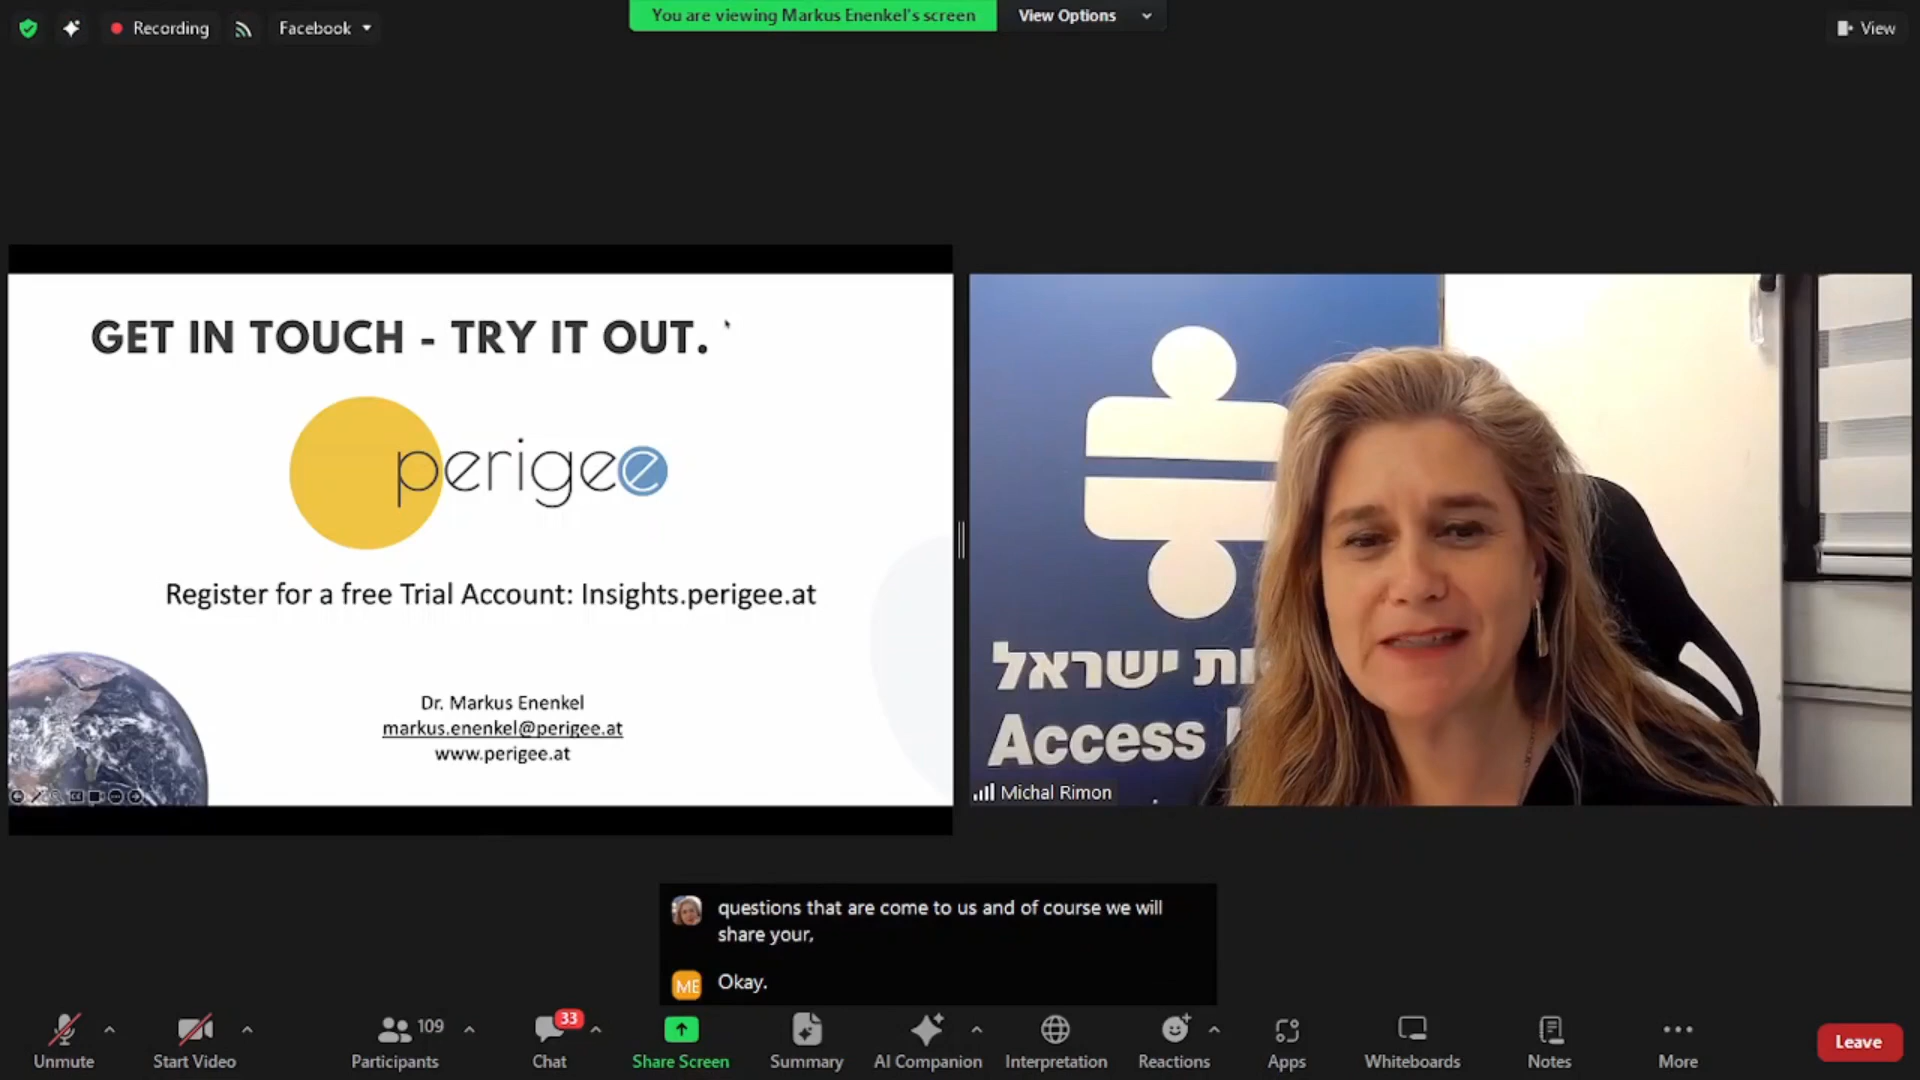 Recording
Facebook
You are viewing Markus Enenkel's screen
View Options
View
GET IN TOUCH - TRY IT OUT.
perigee
Register for a free Trial Account: Insights.perigee.at
Dr. Markus Enenkel
markus.enenkel@perigee.at
www.perigee.at
ישראל
Access
Michal Rimon
questions that are come to us and of course we will
share your,
ME
Okay.
Unmute
Start Video
109
Participants
33
Chat
Share Screen
Summary
AI Companion
Interpretation
Reactions
Apps
Whiteboards
Notes
More
Leave